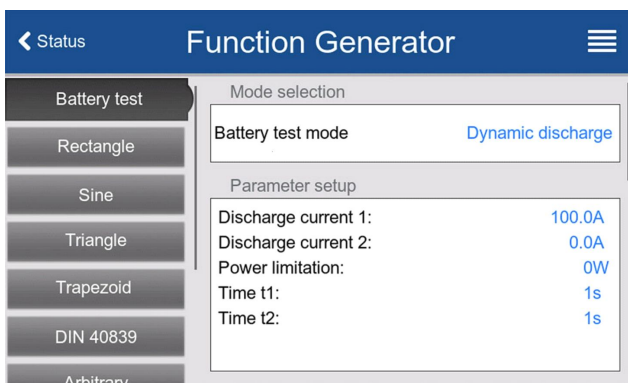 Status
Function Generator
Battery test
Rectangle
Sine
Triangle
Trapezoid
DIN 40839
Arbitrary
Mode selection
Battery test mode Dynamic discharge
Parameter setup
Discharge current 1: 100.0A
Discharge current 2: 0.0A
Power limitation: 0W
Time t1: 1s
Time t2: 1s